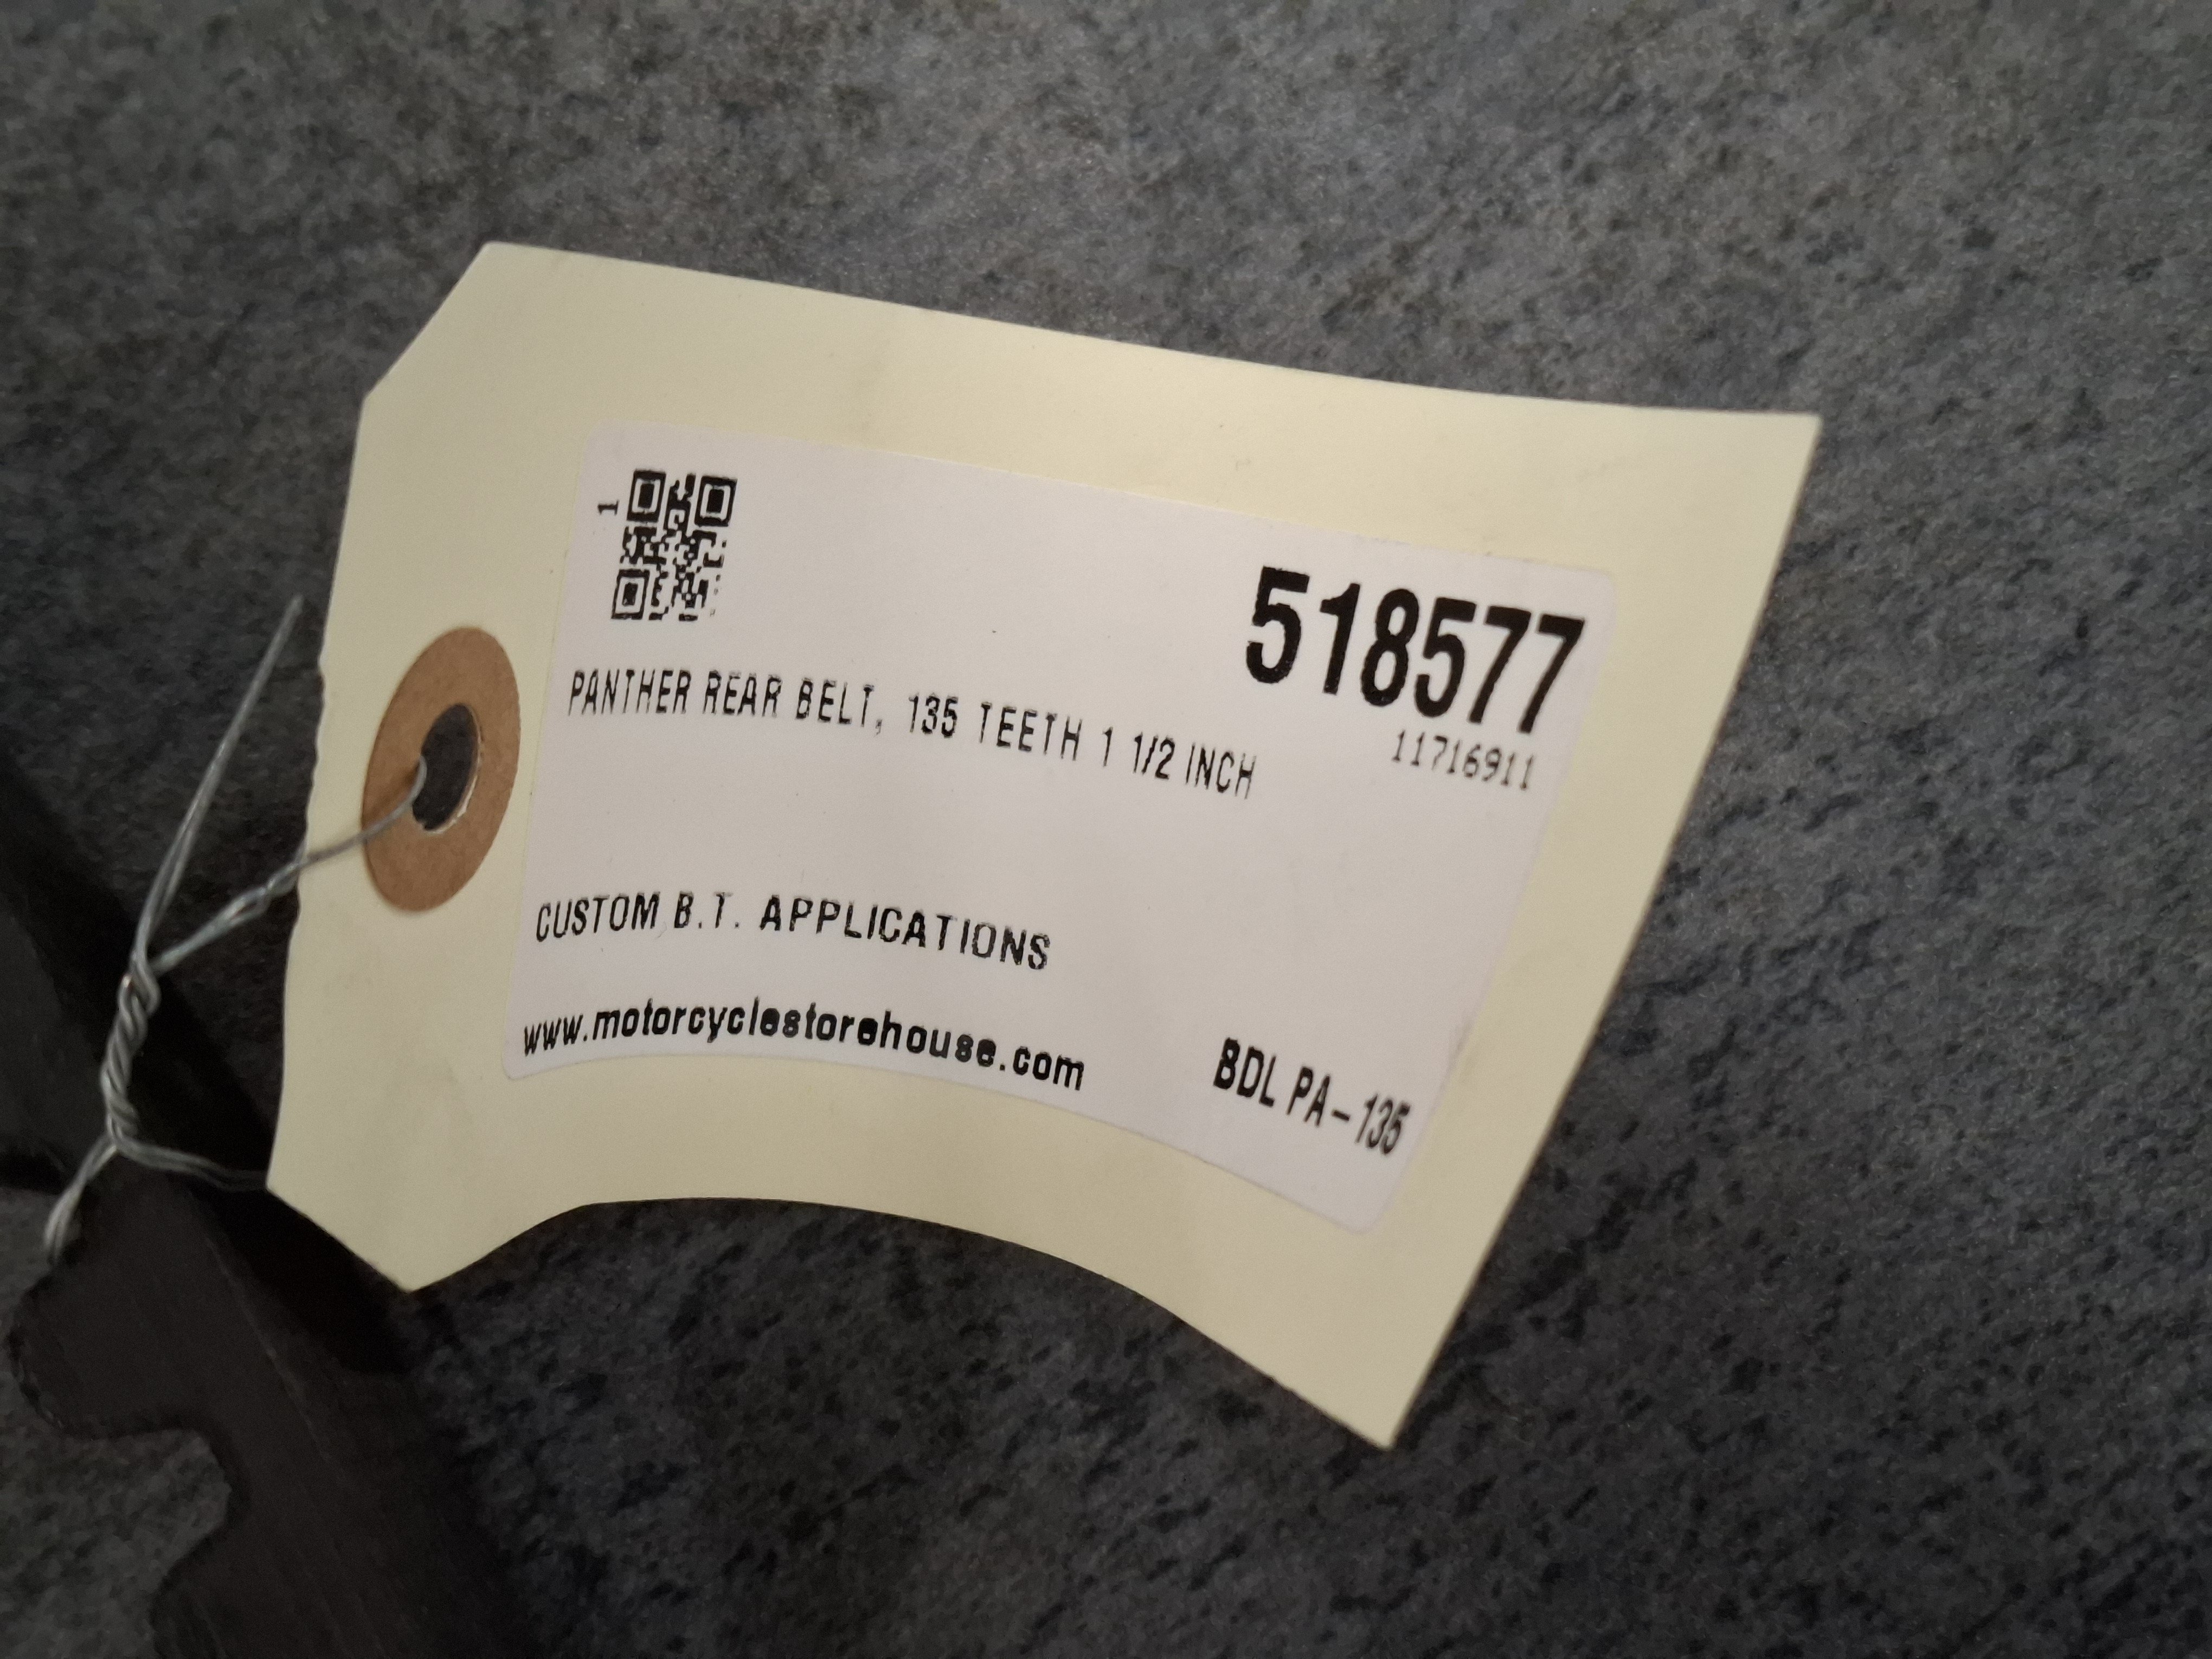 1
518577
11716911
PANTHER REAR BELT, 135 TEETH 1 1/2 INCH
CUSTOM B.T. APPLICATIONS
www.motorcyclestorehouse.com
BDL PA-135